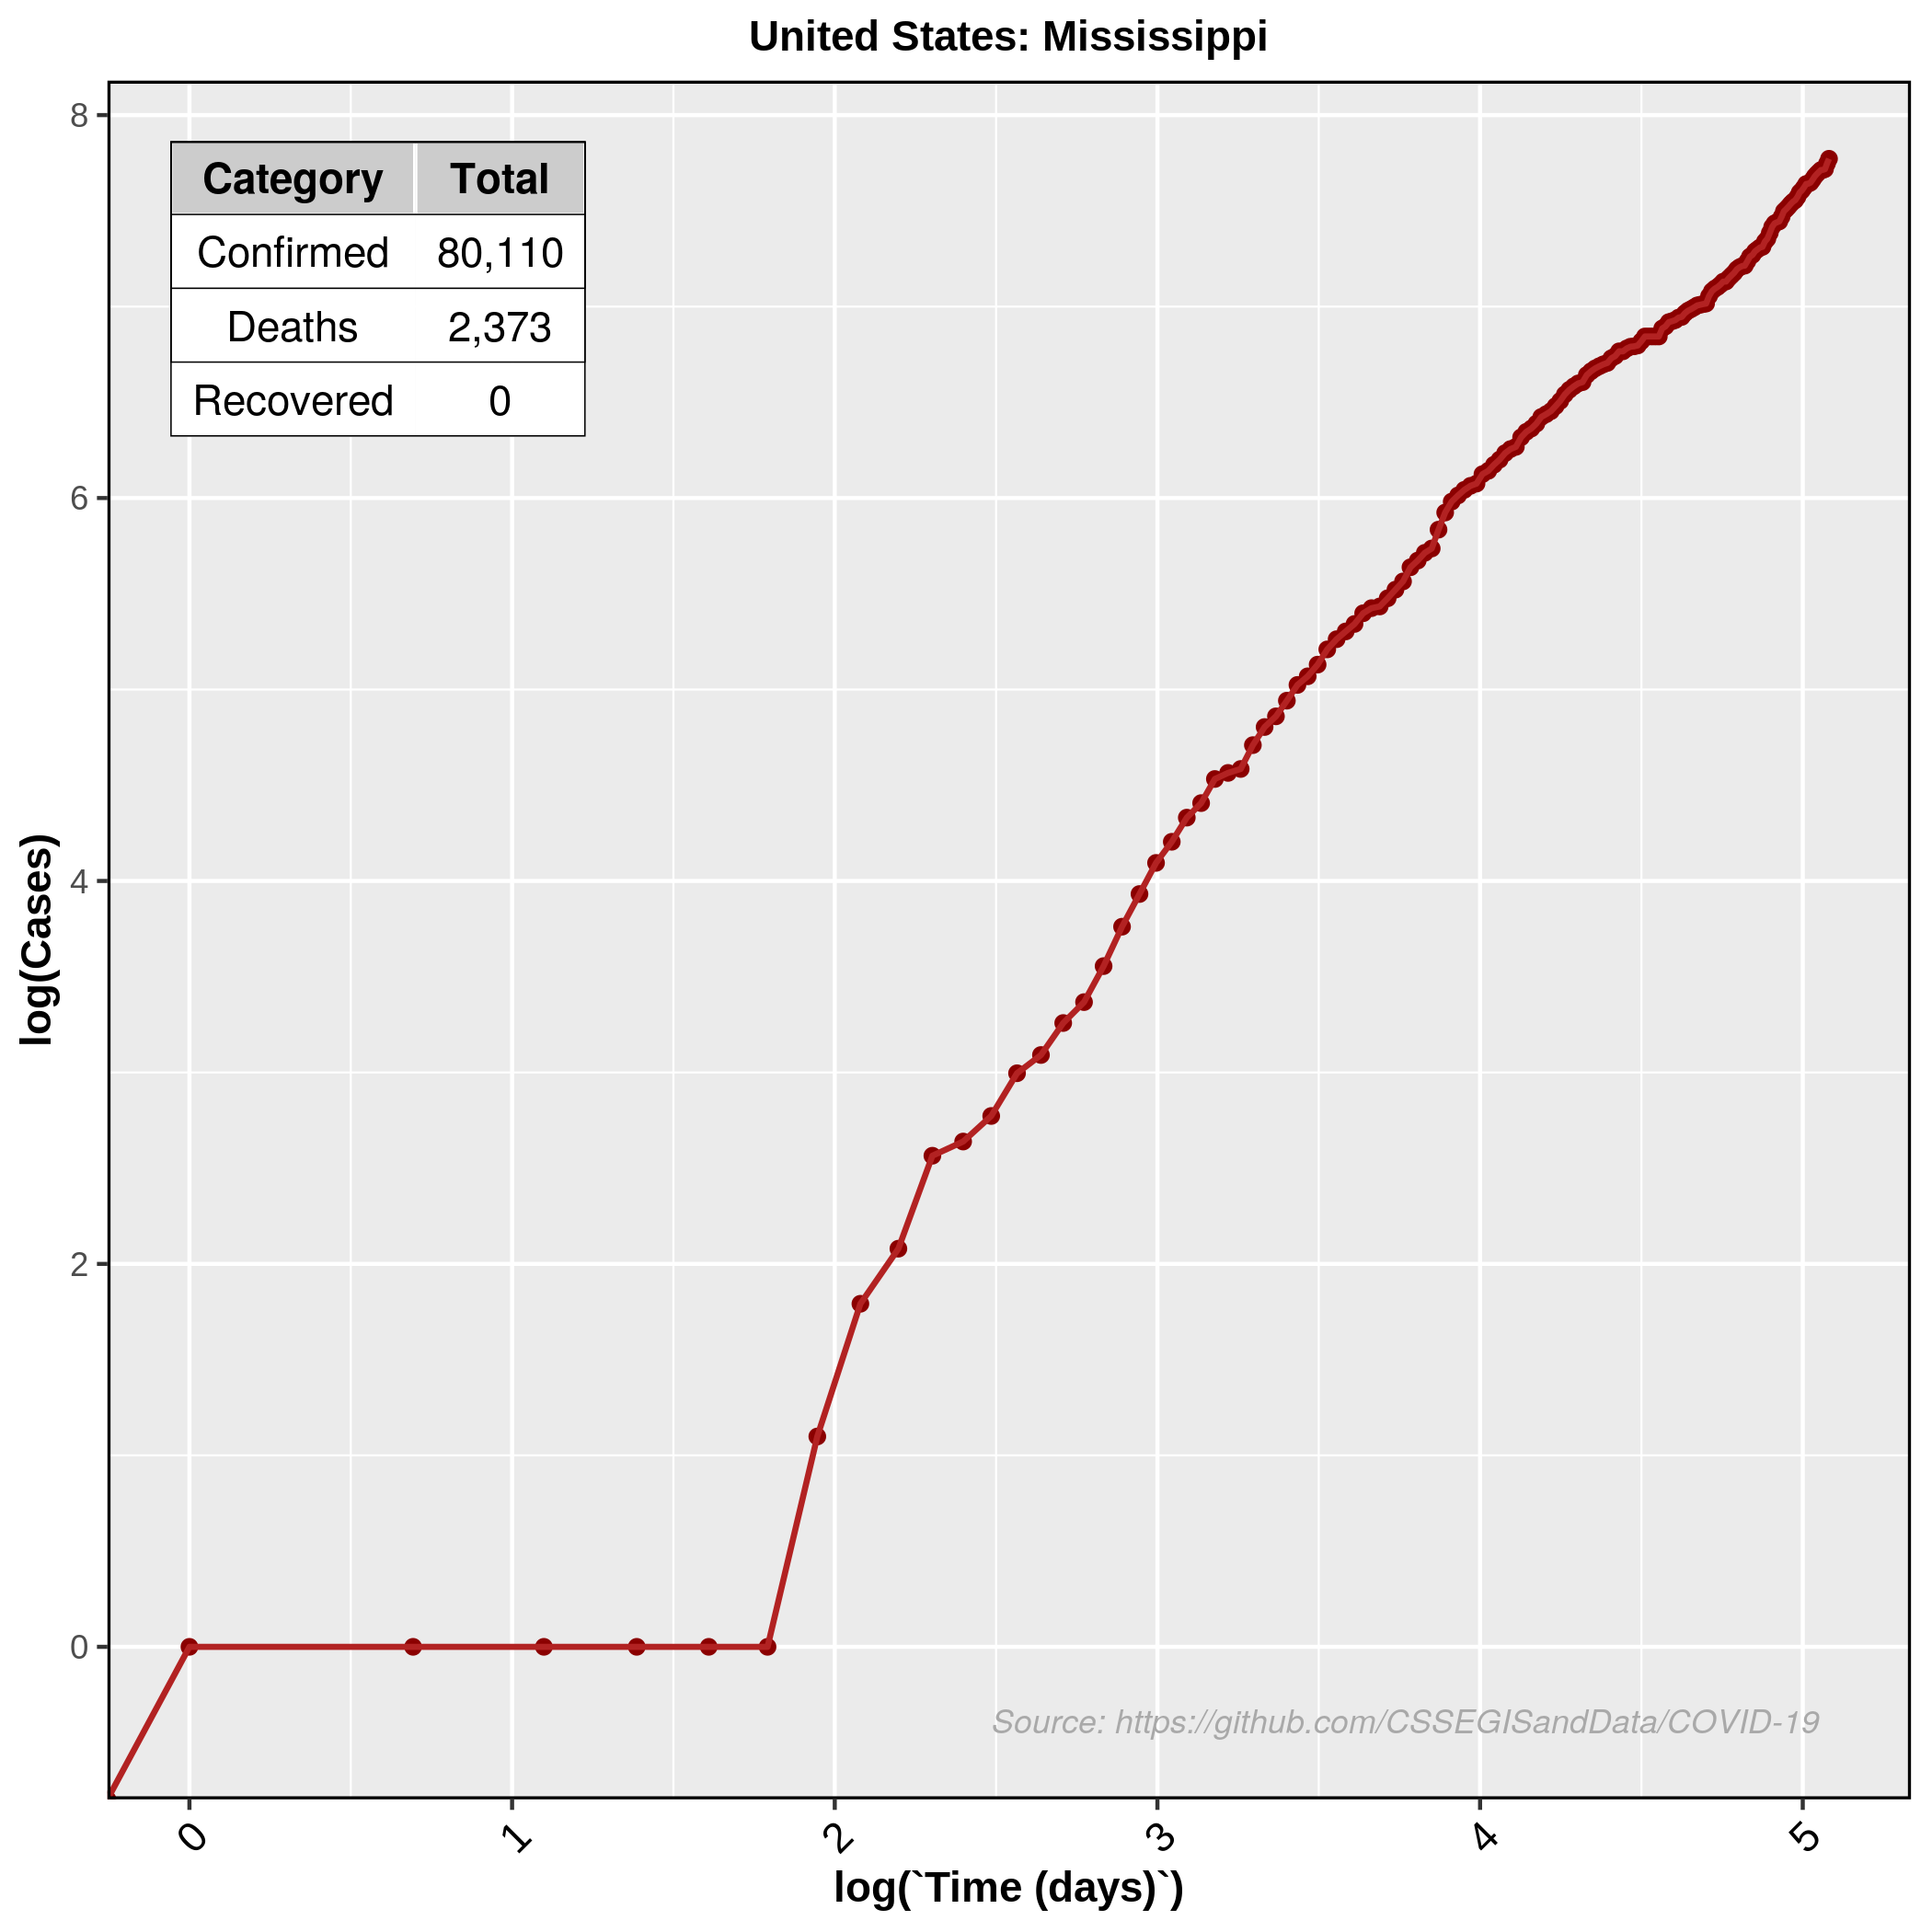 United States: Mississippi
8
6
4
2
0
Category Total
Confirmed 80,110
Deaths 2,373
Recovered 0
log(Cases)
Source: https://github.com/CSSEGISandData/COVID-19
0 1 2 3 4 5
log(`Time (days)`)